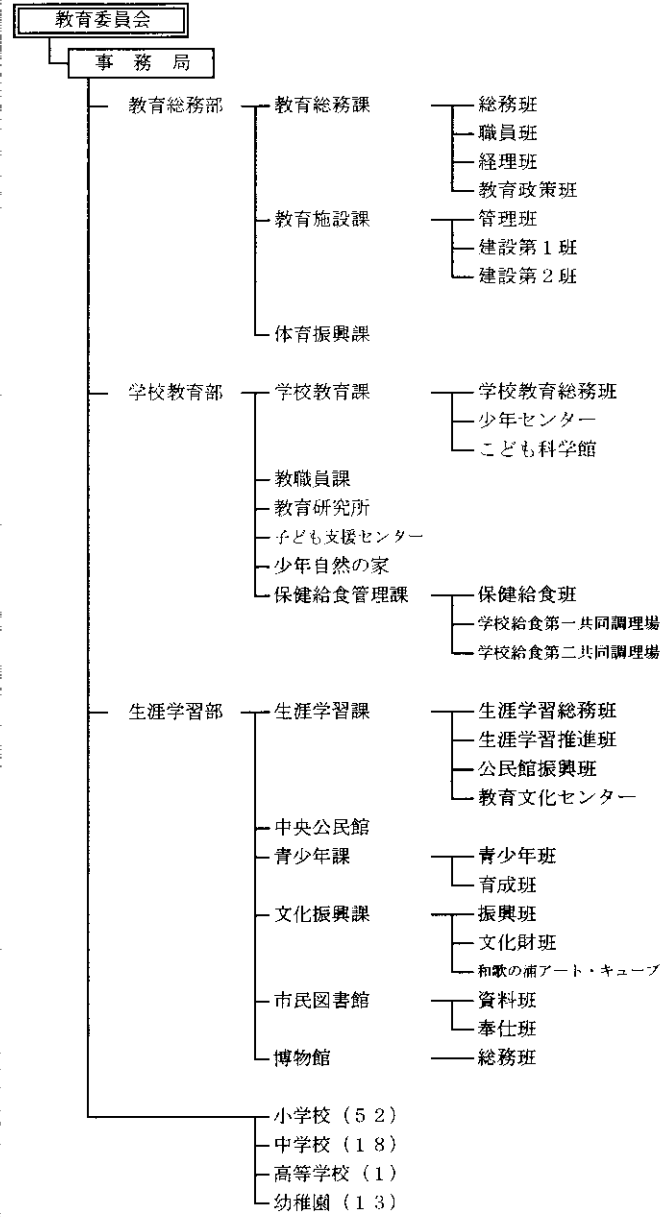 教育委員会
事務局
教育総務部 教育総務課 総務班
職員班
経理班
教育政策班
教育施設課 管理班
建設第１班
建設第２班
体育振興課
学校教育部 学校教育課 学校教育総務班
少年センター
こども科学館
教職員課
教育研究所
子ども支援センター
少年自然の家
保健給食管理課 保健給食班
学校給食第一共同調理場
学校給食第二共同調理場
生涯学習部 生涯学習課 生涯学習総務班
生涯学習推進班
公民館振興班
教育文化センター
中央公民館
青少年課 青少年班
育成班
文化振興課 振興班
文化財班
和歌の浦アート・キューブ
市民図書館 資料班
奉仕班
博物館 総務班
小学校（５２）
中学校（１８）
高等学校（１）
幼稚園（１３）